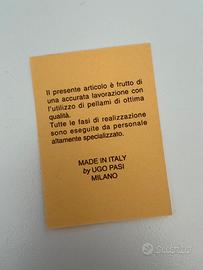 Il presente articolo è frutto di
una accurata lavorazione con
l'utilizzo di pellami di ottima
qualità.
Tutte le fasi di realizzazione
sono eseguite da personale
altamente specializzato.
MADE IN ITALY
by UGO PASI
MILANO
Subito